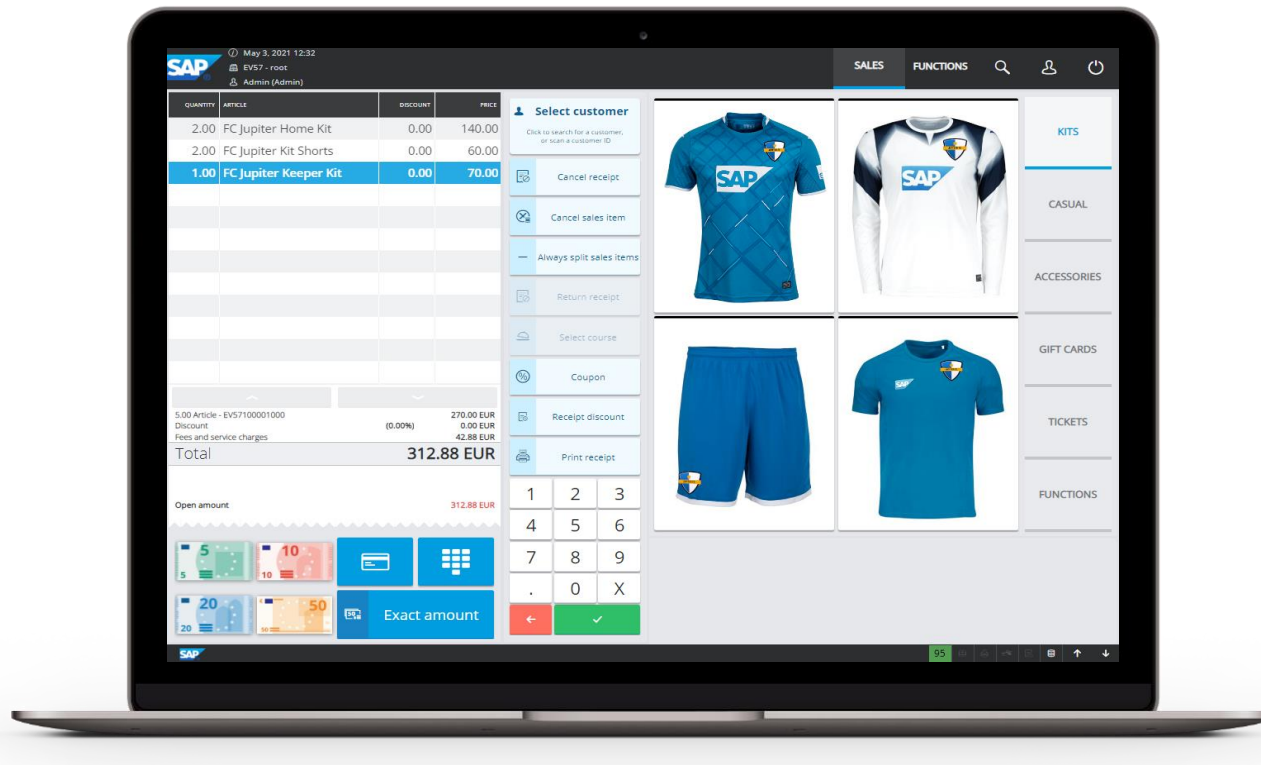 SAP
May 3, 2021 12:32
EV57 - root
Admin (Admin)
SALES
FUNCTIONS
QUANTITY ARTICLE DISCOUNT PRICE
2.00 FC Jupiter Home Kit 0.00 140.00
2.00 FC Jupiter Kit Shorts 0.00 60.00
1.00 FC Jupiter Keeper Kit 0.00 70.00
5.00 Article - EV57100001000 270.00 EUR
Discount (0.00%) 0.00 EUR
Fees and service charges 42.88 EUR
Total 312.88 EUR
Open amount 312.88 EUR
5 10
5 10
20 50
20
Exact amount
Select customer
Click to search for a customer,
or scan a customer ID
Cancel receipt
Cancel sales item
Always split sales items
Return receipt
Select course
Coupon
Receipt discount
Print receipt
1 2 3
4 5 6
7 8 9
. 0 X
SAP
SAP
SAP
KITS
CASUAL
ACCESSORIES
GIFT CARDS
TICKETS
FUNCTIONS
SAP
95